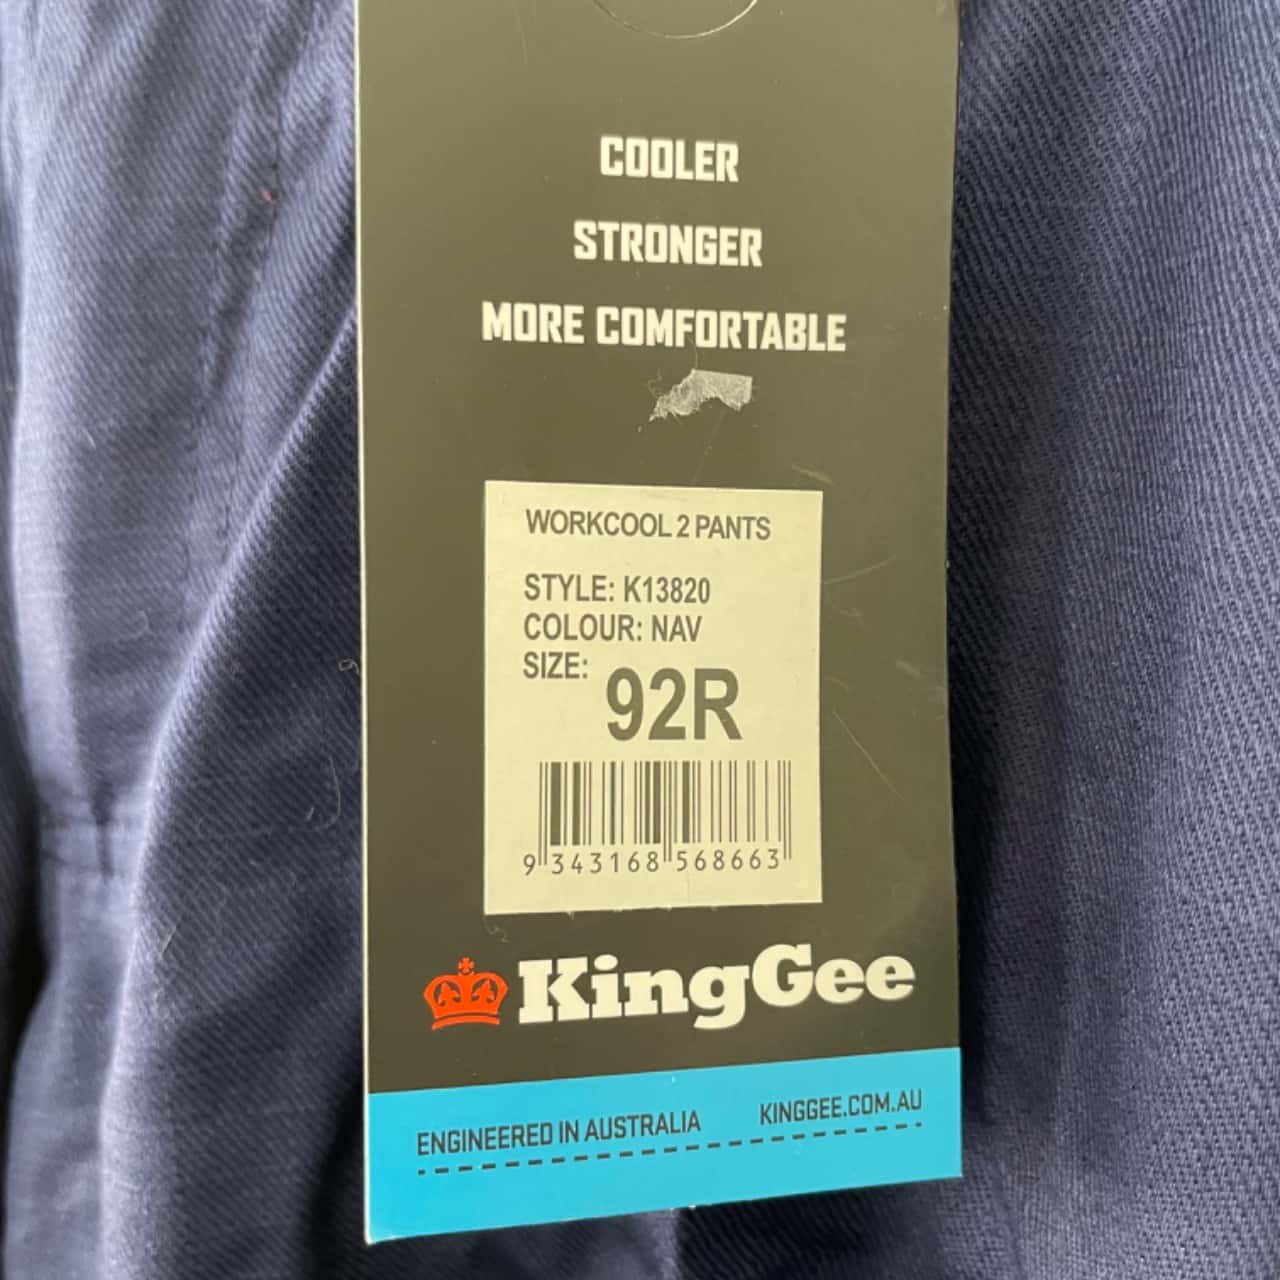 COOLER
STRONGER
MORE COMFORTABLE
WORKCOOL 2 PANTS
STYLE: K13820
COLOUR: NAV
SIZE: 92R
9 343168 568663
KingGee
ENGINEERED IN AUSTRALIA KINGGEE.COM.AU